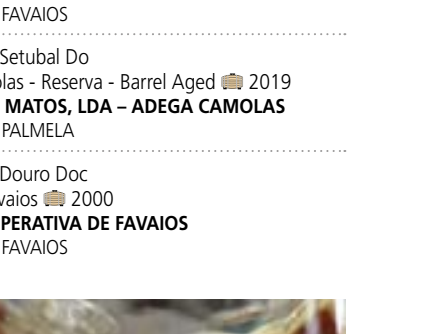 FAVAIOS
Setubal Do
las - Reserva - Barrel Aged 2019
MATOS, LDA – ADEGA CAMOLAS
PALMELA
Douro Doc
vaios 2000
PERATIVA DE FAVAIOS
FAVAIOS